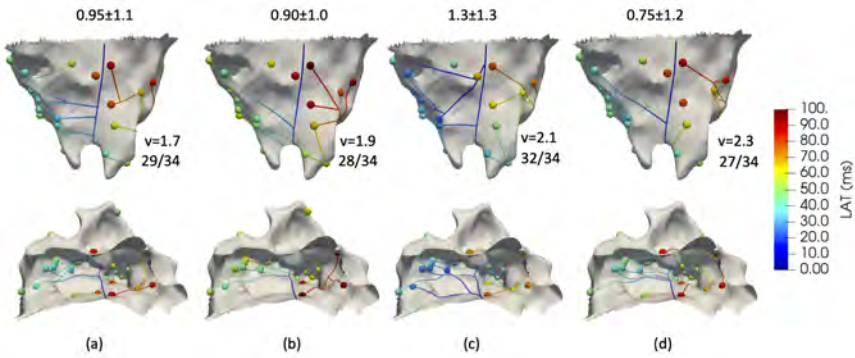 0.95±1.1
0.90±1.0
1.3±1.3
0.75±1.2
v=1.7
29/34
v=1.9
28/34
v=2.1
32/34
v=2.3
27/34
100.
90.0
80.0
70.0
60.0
50.0
40.0
30.0
20.0
10.0
0.00
LAT (ms)
(a)
(b)
(c)
(d)